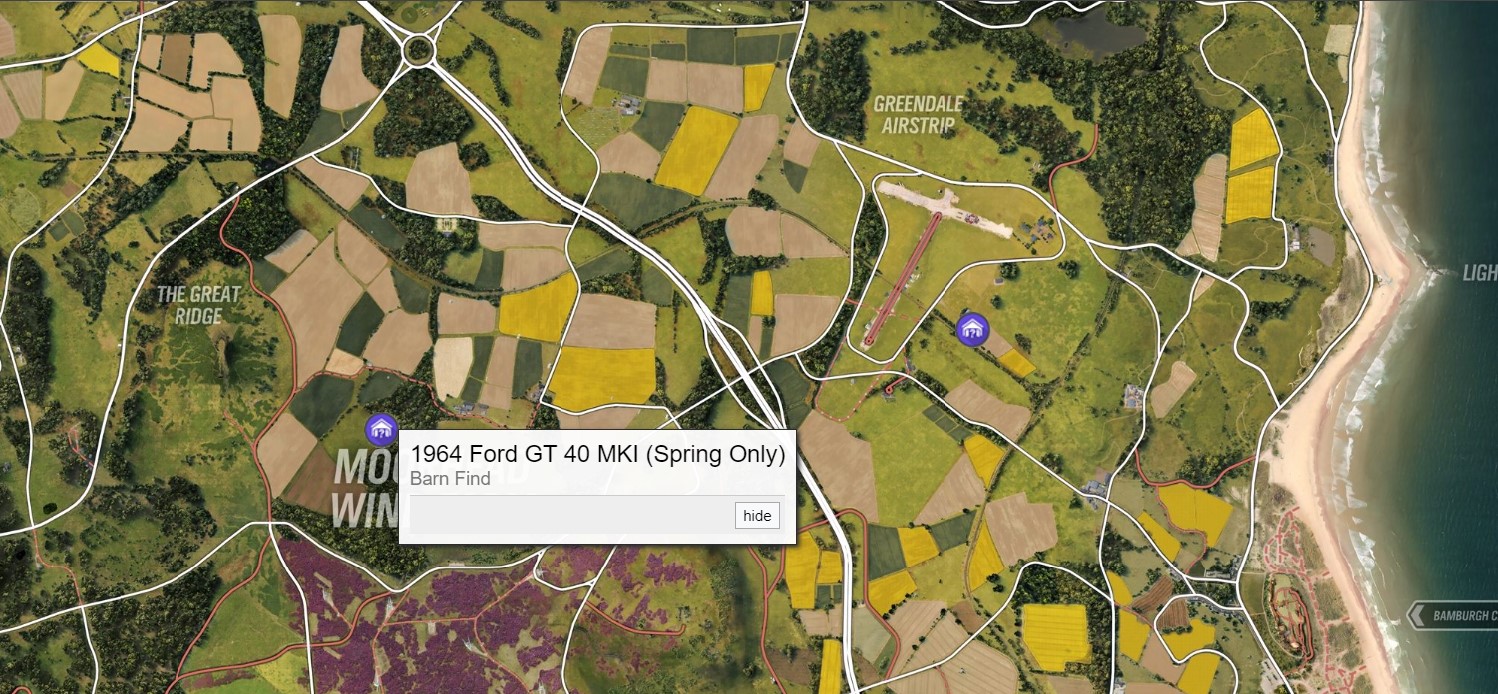 GREENDALE
AIRSTRIP
THE GREAT
RIDGE
1964 Ford GT 40 MKI (Spring Only)
Barn Find
hide
BAMBURGH